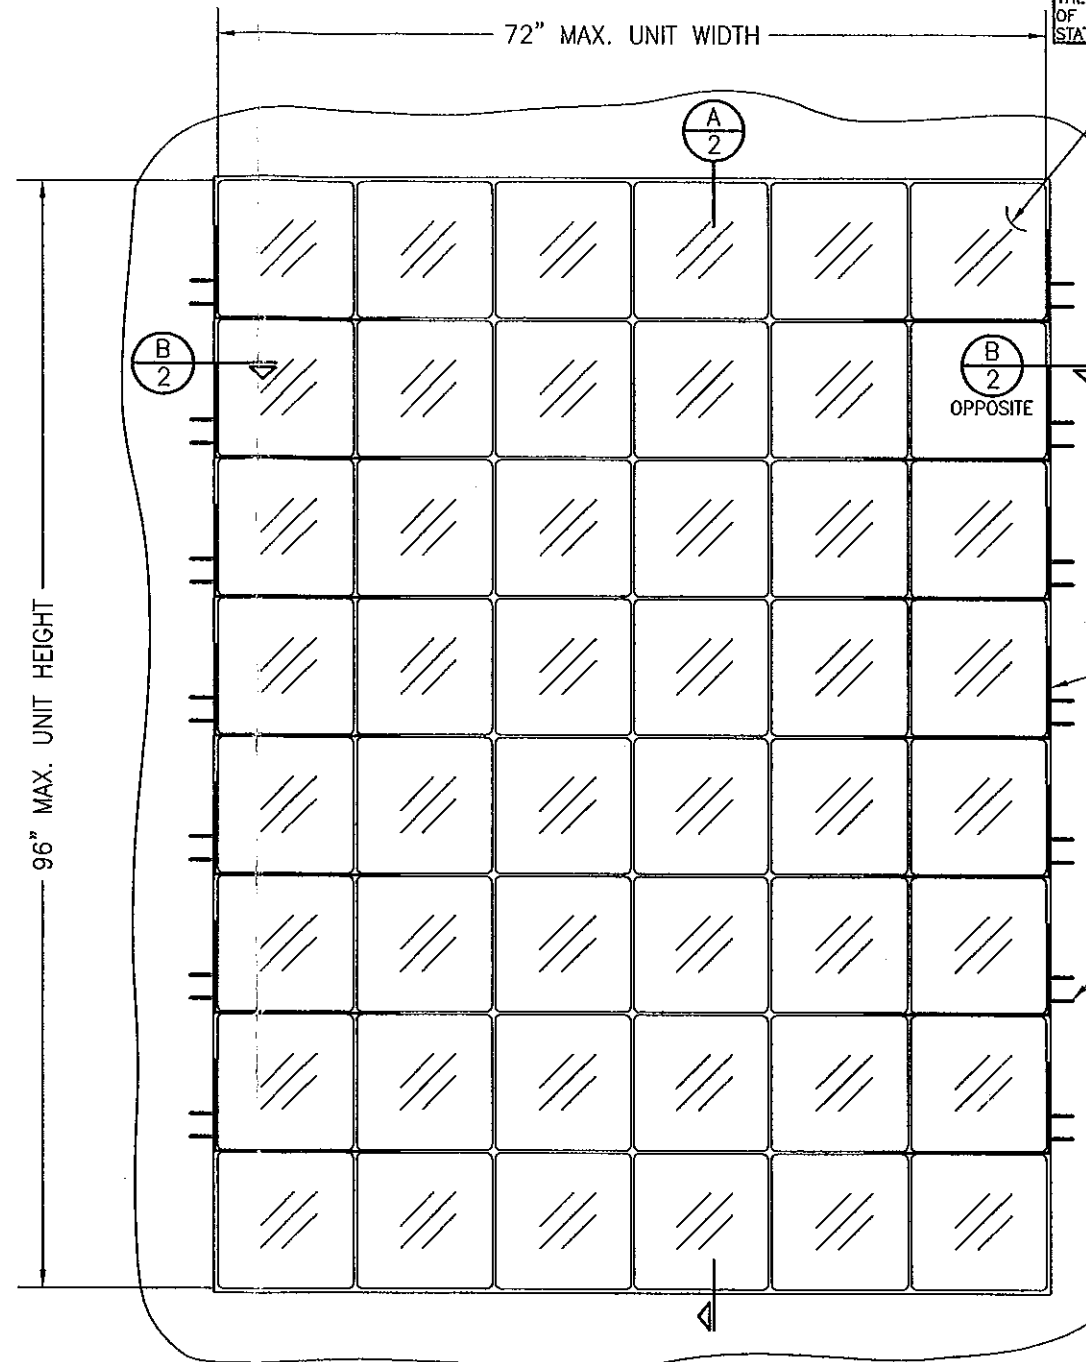 OF
STAT
72” MAX. UNIT WIDTH
A
2
B
2
B
2
OPPOSITE
96” MAX. UNIT HEIGHT